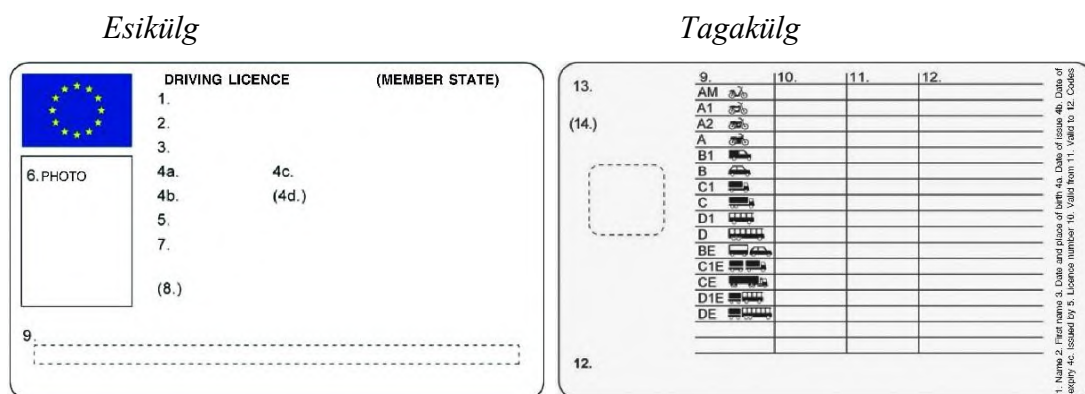 Esikülg
Tagakülg
DRIVING LICENCE (MEMBER STATE)
1.
2.
3.
4a. 4c.
4b. (4d.)
5.
7.
(8.)
6. PHOTO
9.
13.
(14.)
12.
9. 10. 11. 12.
AM
A1
A2
A
B1
B
C1
C
D1
D
BE
C1E
CE
D1E
DE
1. Name 2. First name 3. Date and place of birth 4a. Date of issue 4b. Date of
expiry 4c. Issued by 5. Licence number 10. Valid from 11. Valid to 12. Codes